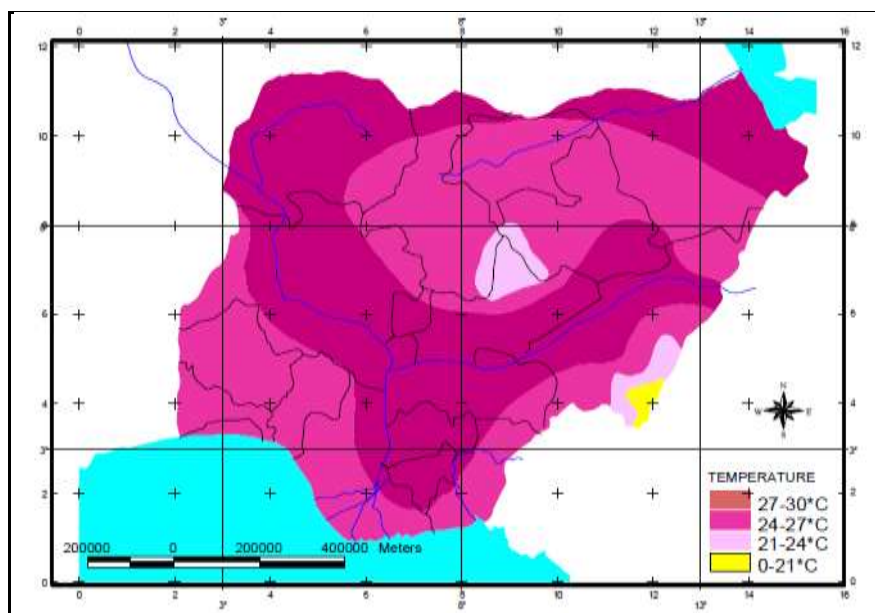 0 3° 4 6 8° 10 12 13° 14 16
12 12
10 10
8° 8°
6
4 4
N
W E
S
3° 3°
TEMPERATURE
27-30*C
2 2
24-27*C
200000 0 200000 400000 Meters
21-24*C
0-21*C
0 0
0 2 3° 4 6 8° 10 12 13° 14 16